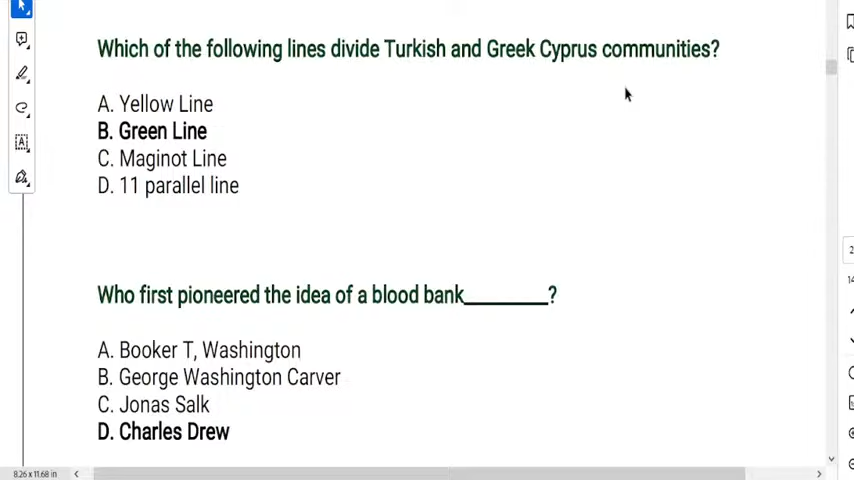 Which of the following lines divide Turkish and Greek Cyprus communities?
A. Yellow Line
B. Green Line
C. Maginot Line
D. 11 parallel line
Who first pioneered the idea of a blood bank_________?
A. Booker T, Washington
B. George Washington Carver
C. Jonas Salk
D. Charles Drew
8.26 x 11.68 in